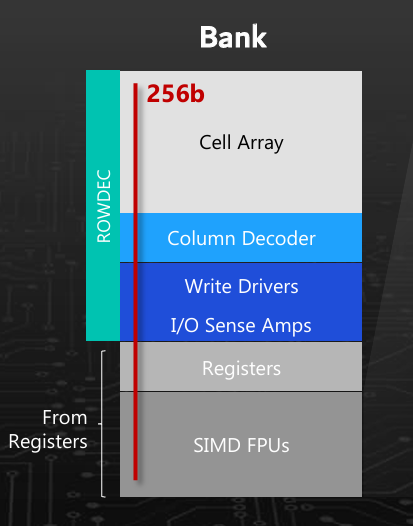 Bank
256b
Cell Array
ROWDEC
Column Decoder
Write Drivers
I/O Sense Amps
Registers
From
Registers
SIMD FPUs